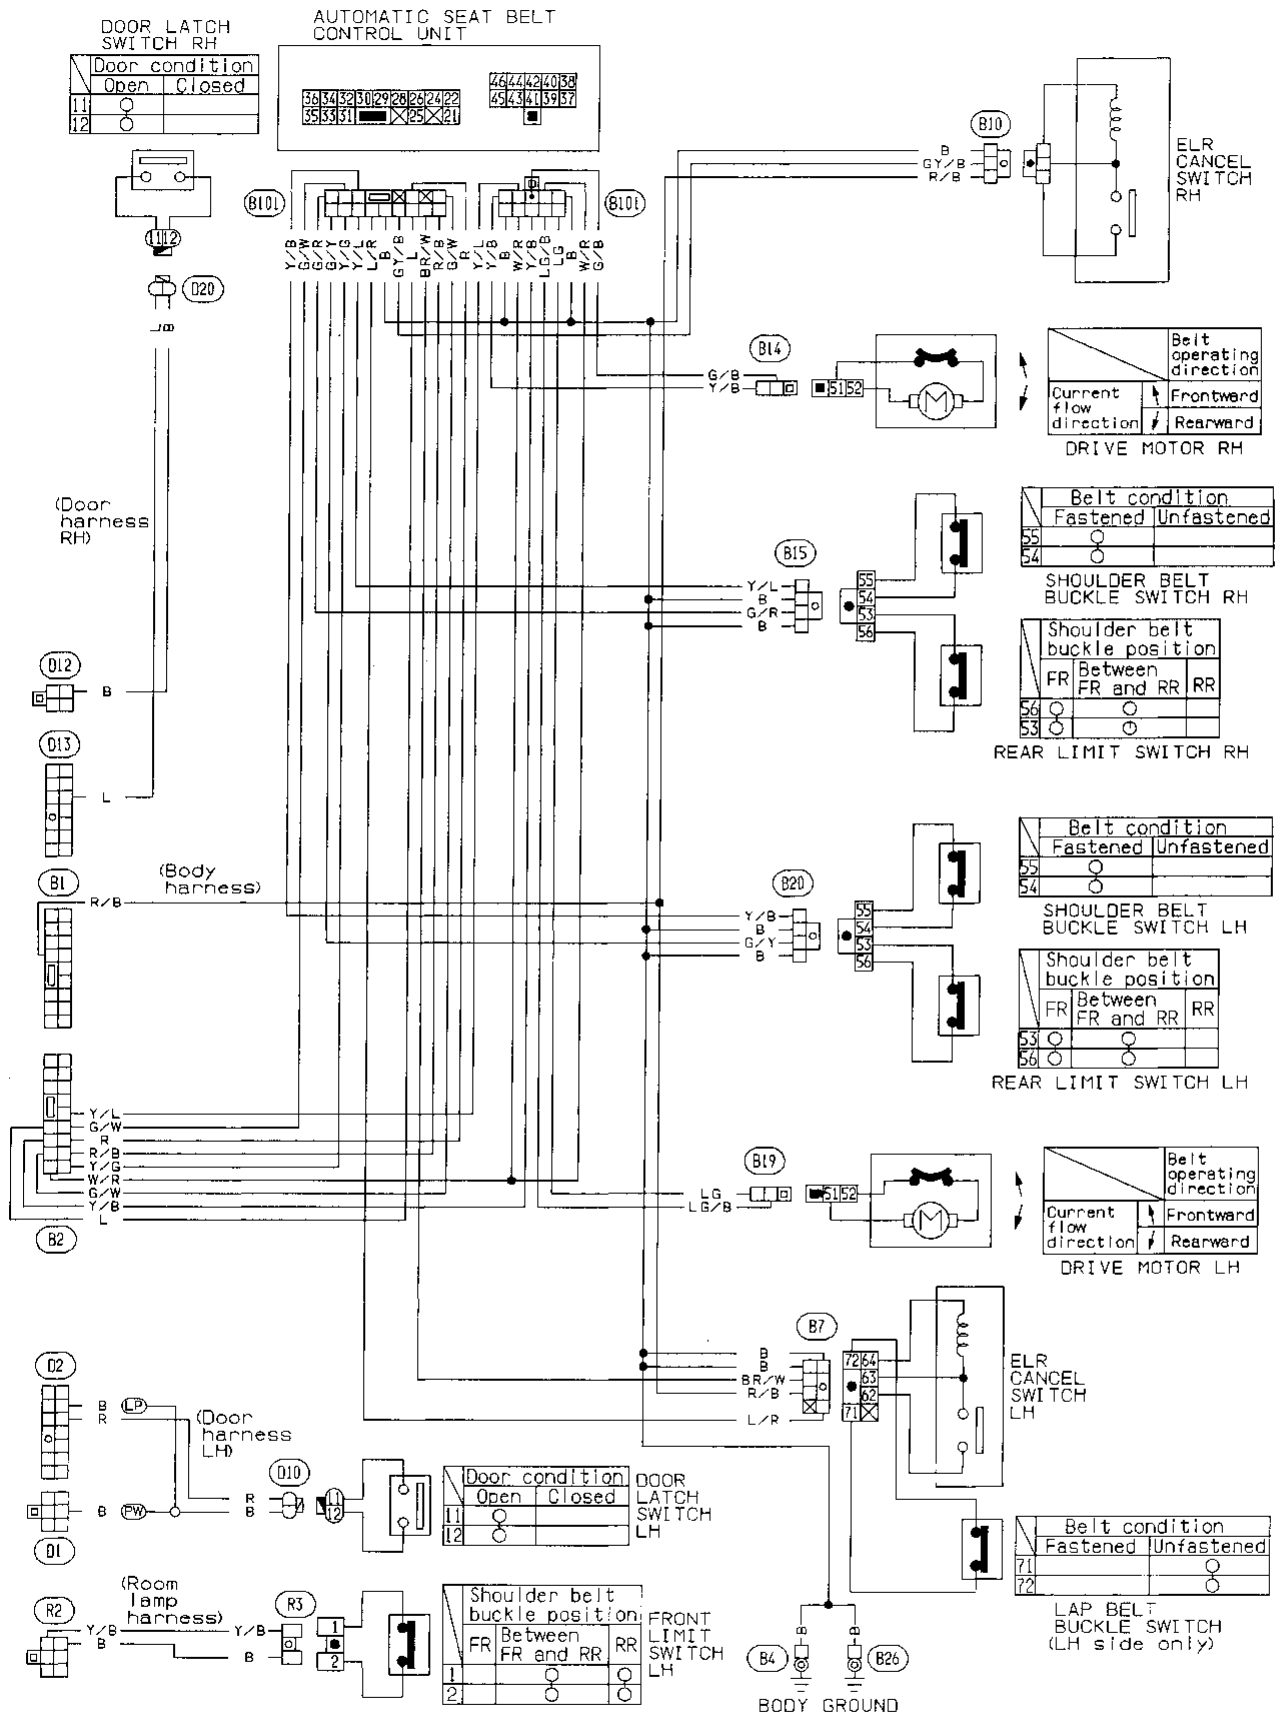 DOOR LATCH
SWITCH RH
Door condition
Open Closed
11
12
AUTOMATIC SEAT BELT
CONTROL UNIT
36 34 32 30 29 28 26 24 22
35 33 31 25 21
46 44 42 40 38
45 43 41 39 37
B10
B
GY/B
R/B
ELR
CANCEL
SWITCH
RH
11 12
B101
B101
Y/B
G/W
G/R
G/Y
Y/G
Y/L
L/R
B
GY/B
L
BR/W
R/B
G/W
R
Y/L
Y/B
B
W/R
Y/B
LG/B
LG
B
W/R
G/B
D20
L
B
B14
G/B
Y/B
51 52
M
Belt
operating
direction
Current
flow
direction
Frontward
Rearward
DRIVE MOTOR RH
(Door
harness
RH)
B15
Y/L
B
G/R
B
55
54
53
56
Belt condition
Fastened Unfastened
55
54
SHOULDER BELT
BUCKLE SWITCH RH
Shoulder belt
buckle position
FR Between
FR and RR RR
56
53
REAR LIMIT SWITCH RH
D12
B
D13
L
B1
R/B
(Body
harness)
B20
Y/B
B
G/Y
B
55
54
53
56
Belt condition
Fastened Unfastened
55
54
SHOULDER BELT
BUCKLE SWITCH LH
Shoulder belt
buckle position
FR Between
FR and RR RR
53
56
REAR LIMIT SWITCH LH
Y/L
G/W
R
R/B
Y/G
W/R
G/W
Y/B
L
B2
B19
LG
LG/B
51 52
M
Belt
operating
direction
Current
flow
direction
Frontward
Rearward
DRIVE MOTOR LH
B7
B
B
BR/W
R/B
L/R
72 64
63
62
71
ELR
CANCEL
SWITCH
LH
D2
B LP
R
(Door
harness
LH)
B PW
D1
D10
R
B
11
12
Door condition
Open Closed
11
12
DOOR
LATCH
SWITCH
LH
Belt condition
Fastened Unfastened
71
72
LAP BELT
BUCKLE SWITCH
(LH side only)
(Room
lamp
harness)
R2
Y/B
B
Y/B
B
R3
1
2
Shoulder belt
buckle position
FR Between
FR and RR RR
1
2
FRONT
LIMIT
SWITCH
LH
B
B
B4
B26
BODY GROUND